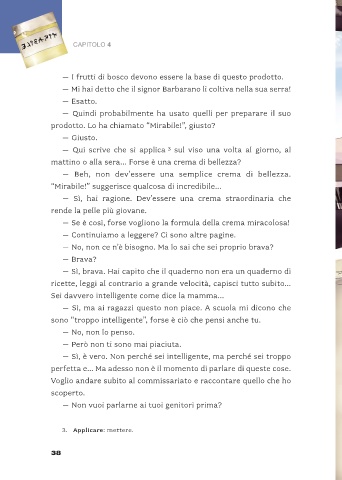 ELABIRIM
CAPITOLO 4
— I frutti di bosco devono essere la base di questo prodotto.
— Mi hai detto che il signor Barbarano li coltiva nella sua serra!
— Esatto.
— Quindi probabilmente ha usato quelli per preparare il suo
prodotto. Lo ha chiamato “Mirabile!”, giusto?
— Giusto.
— Qui scrive che si applica ³ sul viso una volta al giorno, al
mattino o alla sera... Forse è una crema di bellezza?
— Beh, non dev'essere una semplice crema di bellezza.
“Mirabile!” suggerisce qualcosa di incredibile...
— Sì, hai ragione. Dev'essere una crema straordinaria che
rende la pelle più giovane.
— Se è così, forse vogliono la formula della crema miracolosa!
— Continuiamo a leggere? Ci sono altre pagine.
— No, non ce n'è bisogno. Ma lo sai che sei proprio brava?
— Brava?
— Sì, brava. Hai capito che il quaderno non era un quaderno di
ricette, leggi al contrario a grande velocità, capisci tutto subito...
Sei davvero intelligente come dice la mamma...
— Sì, ma ai ragazzi questo non piace. A scuola mi dicono che
sono “troppo intelligente”, forse è ciò che pensi anche tu.
— No, non lo penso.
— Però non ti sono mai piaciuta.
— Sì, è vero. Non perché sei intelligente, ma perché sei troppo
perfetta e... Ma adesso non è il momento di parlare di queste cose.
Voglio andare subito al commissariato e raccontare quello che ho
scoperto.
— Non vuoi parlarne ai tuoi genitori prima?
3. Applicare: mettere.
38